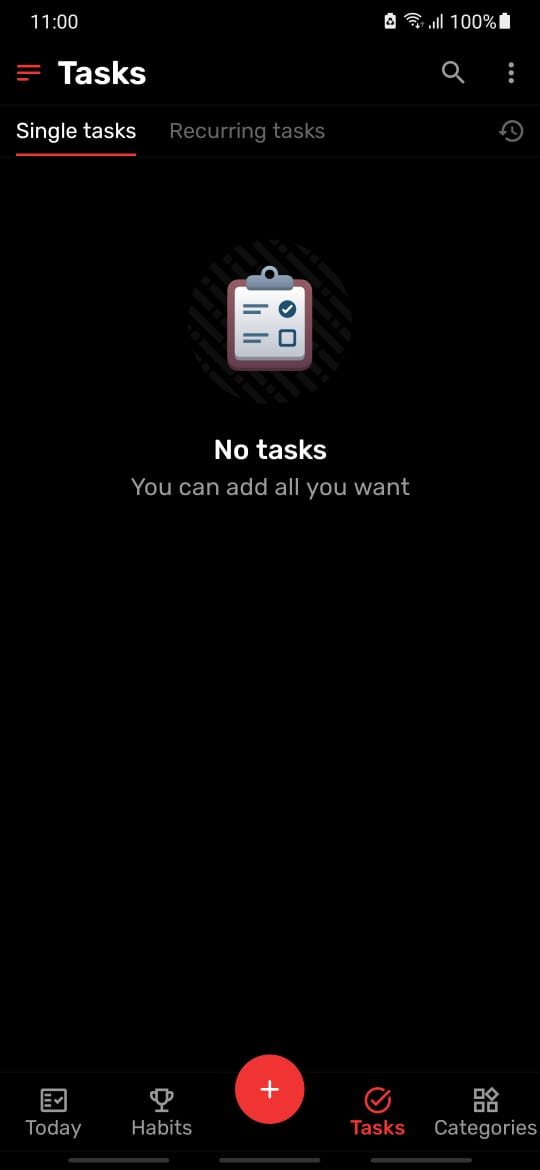 11:00
100%
Tasks
Single tasks
Recurring tasks
No tasks
You can add all you want
Today
Habits
Tasks
Categories